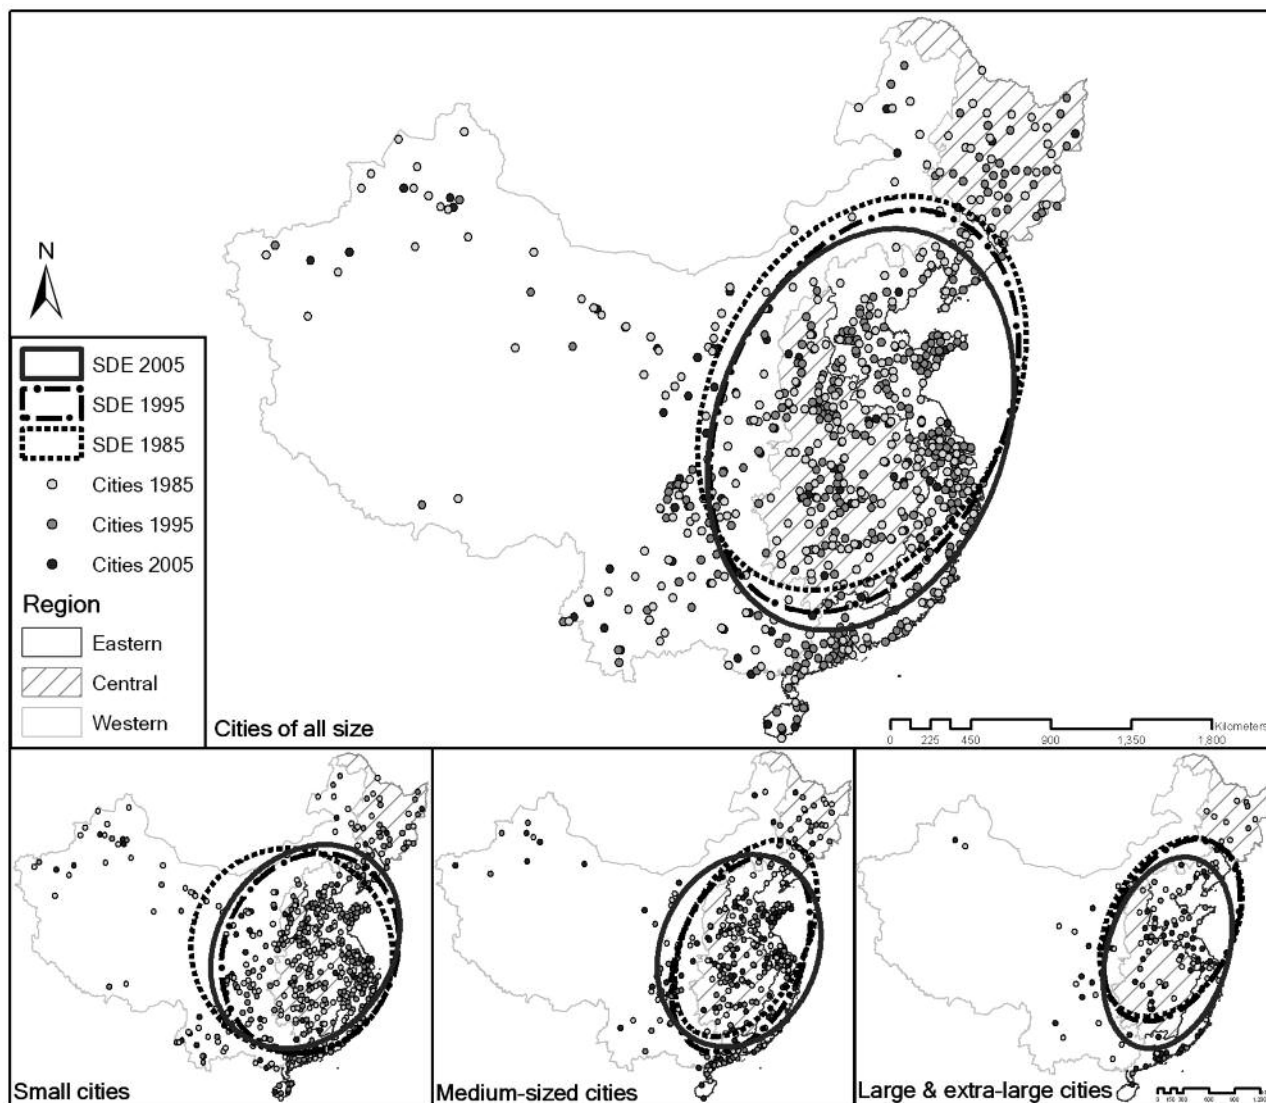 N
SDE 2005
SDE 1995
SDE 1985
Cities 1985
Cities 1995
Cities 2005
Region
Eastern
Central
Western
Cities of all size
Kilometers
0 225 450 900 1,350 1,800
Small cities
Medium-sized cities
Large & extra-large cities